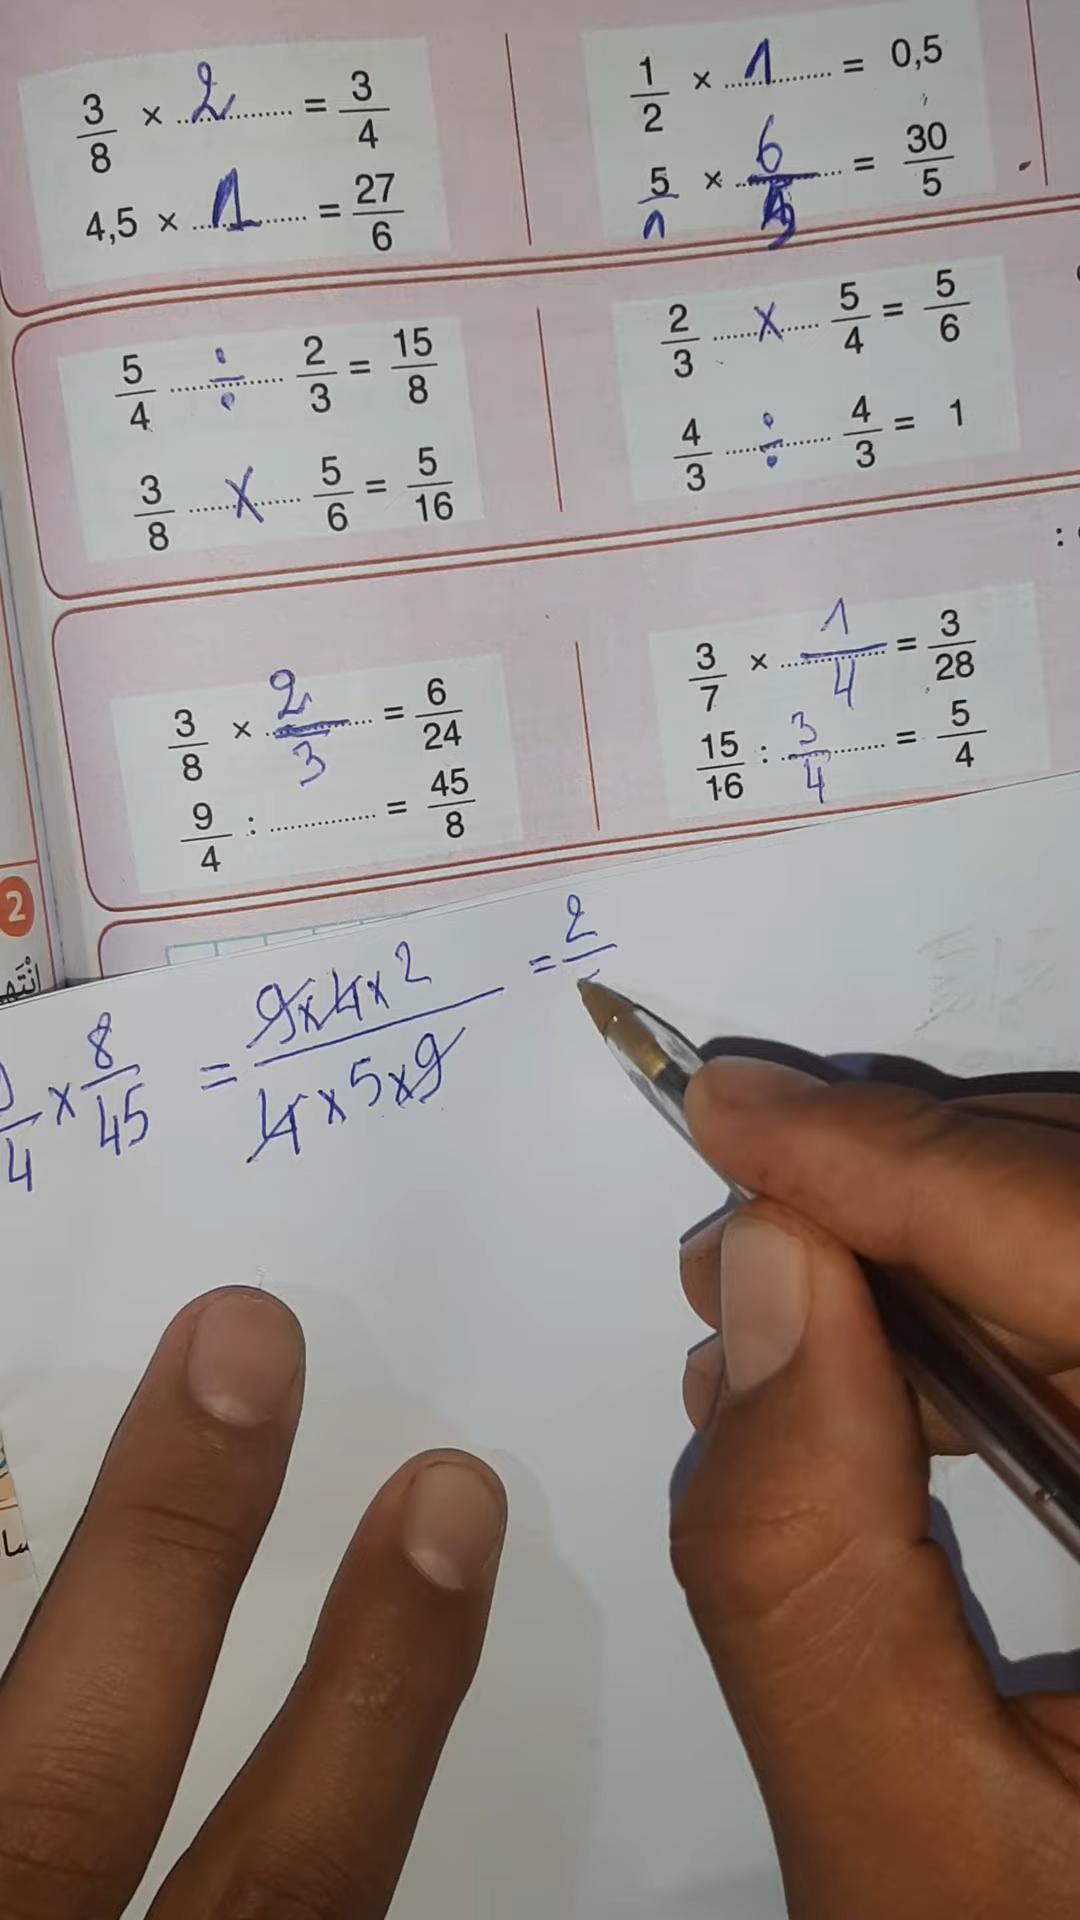 3/8 × 2 = 3/4
4,5 × 1 = 27/6
1/2 × 1 = 0,5
5/1 × 6/5 = 30/5
5/4 ÷ 2/3 = 15/8
3/8 × 5/6 = 5/16
2/3 × 5/4 = 5/6
4/3 ÷ 4/3 = 1
3/8 × 2/3 = 6/24
9/4 : ............... = 45/8
3/7 × 1/4 = 3/28
15/16 : 3/4 = 5/4
2
/4 × 8/45 = 9×4×2/4×5×9 = 2/